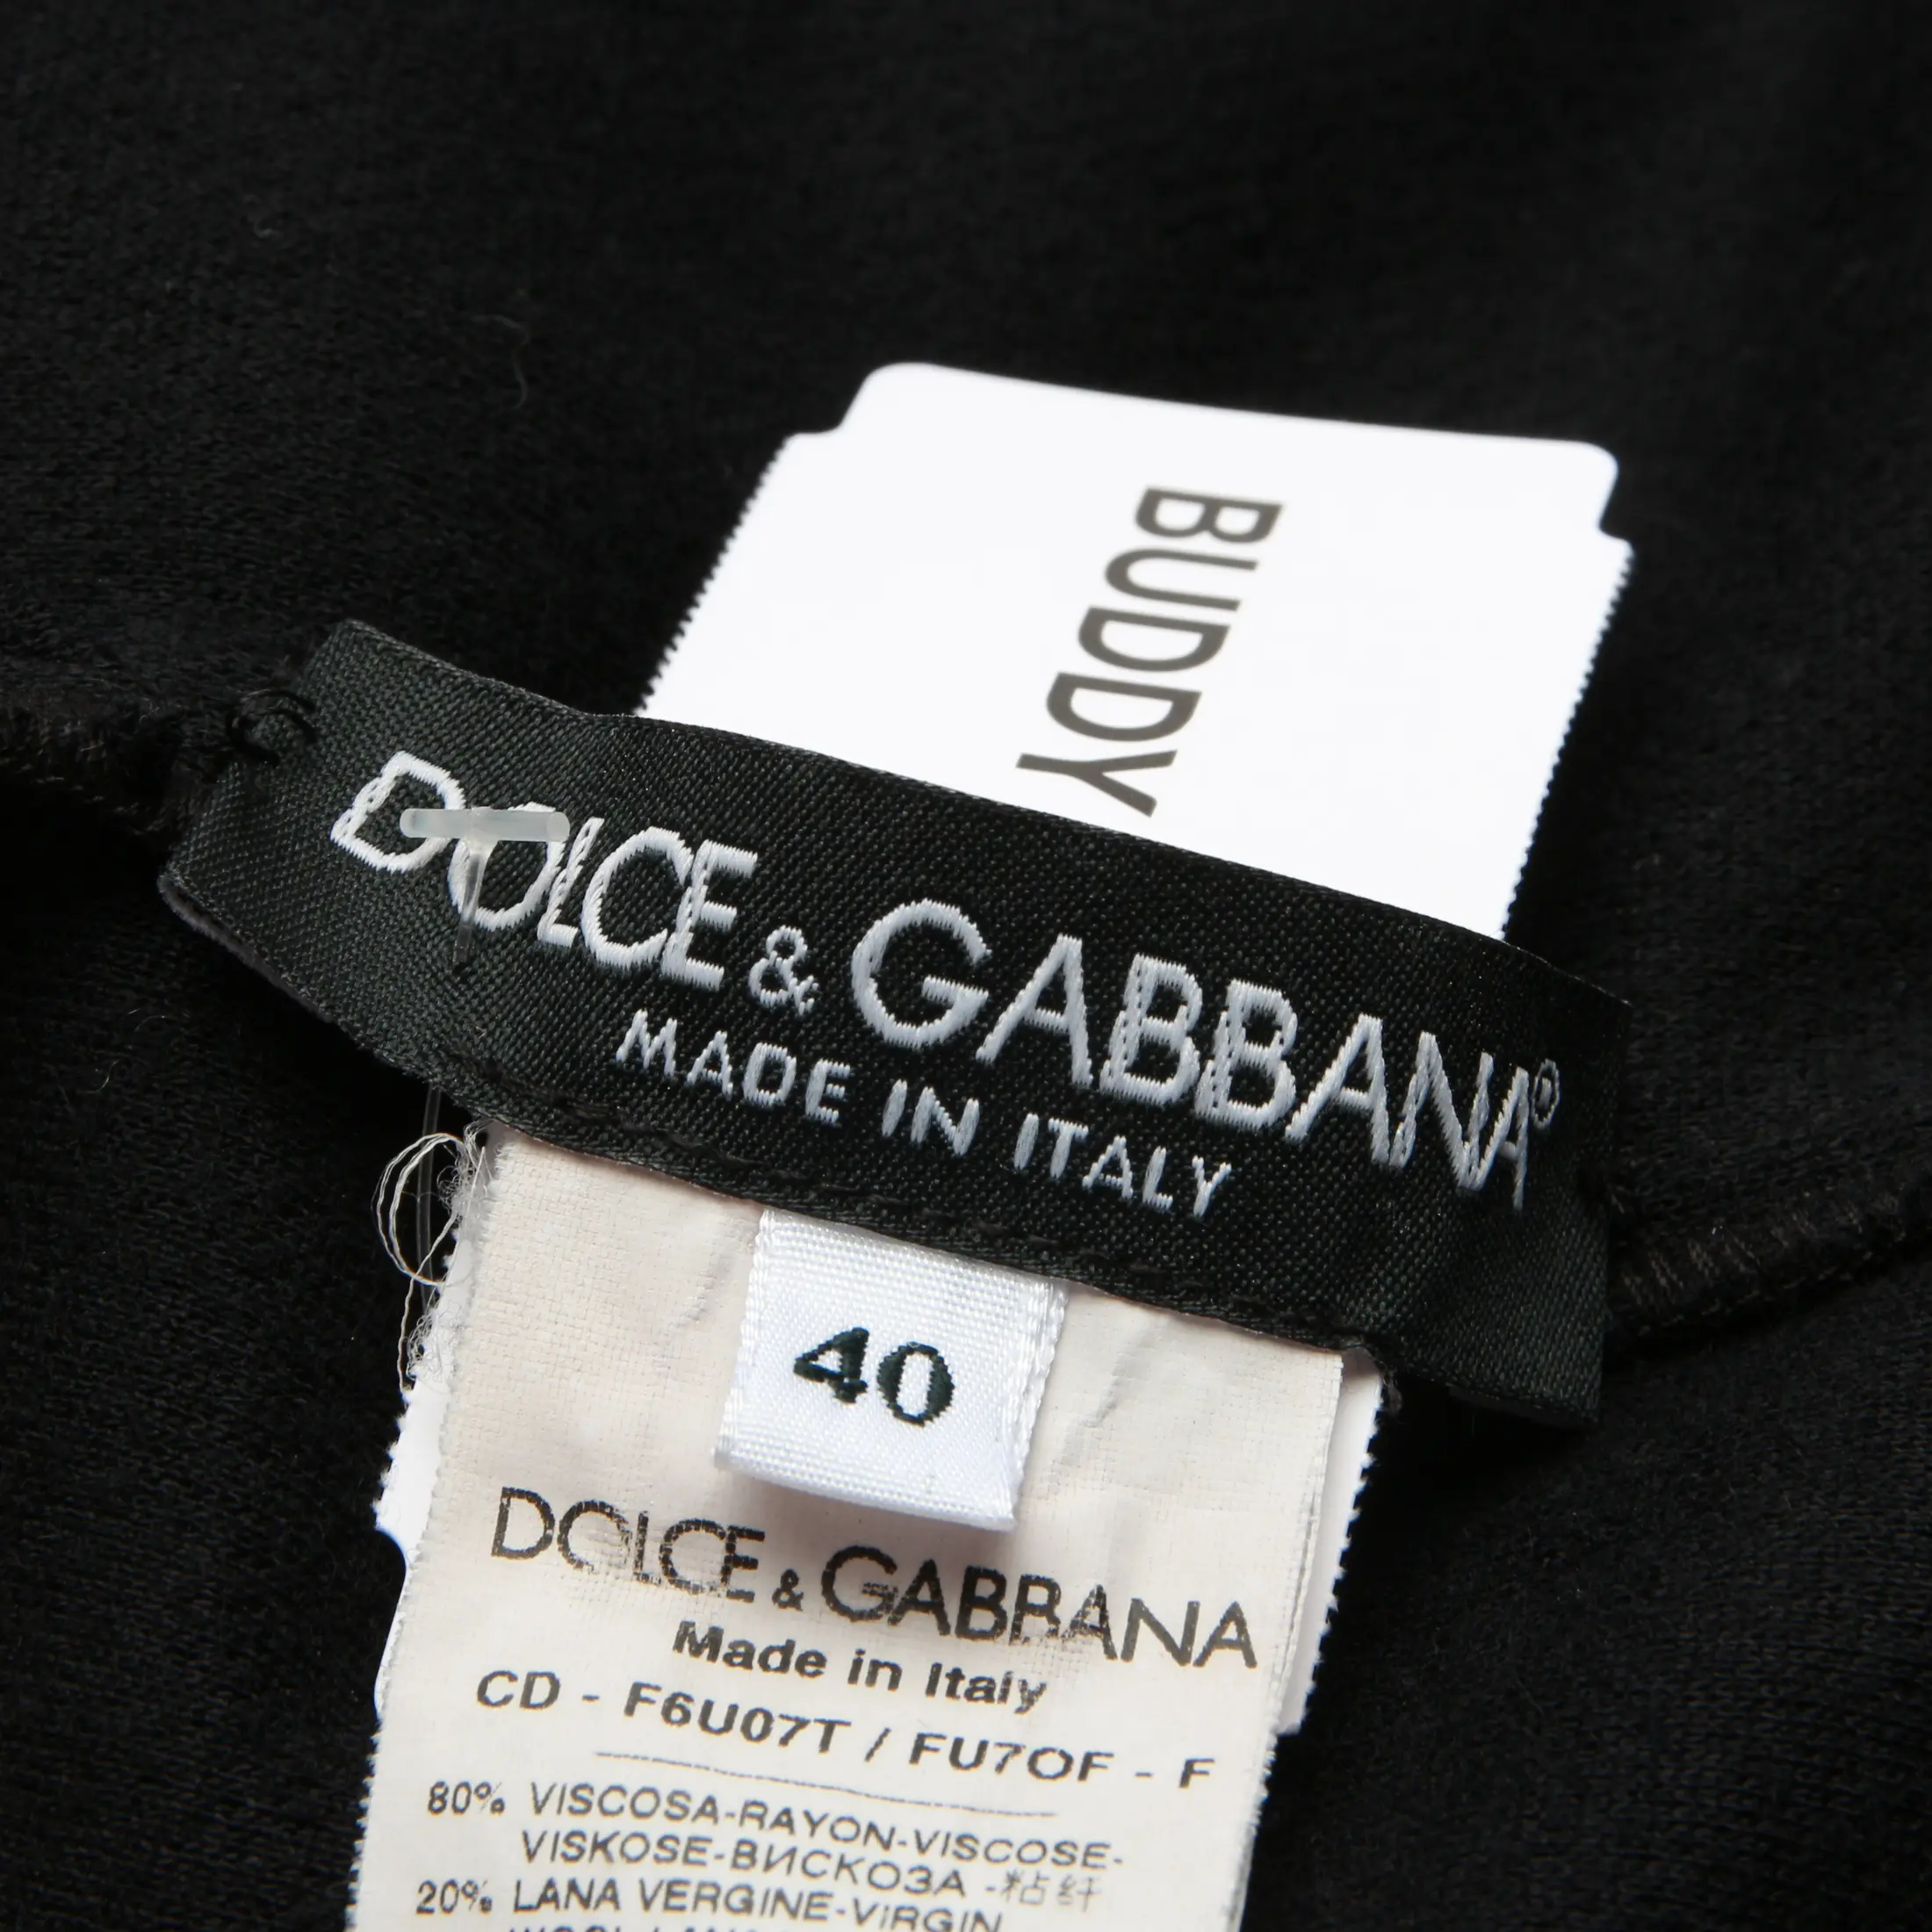 BUDDY
DOLCE & GABBANA®
MADE IN ITALY
40
DOLCE & GABBANA
Made in Italy
CD - F6U07T / FU7OF - F
80% VISCOSA-RAYON-VISCOSE-
VISKOSE-ВИСКОЗА -粘纤
20% LANA VERGINE-VIRGIN